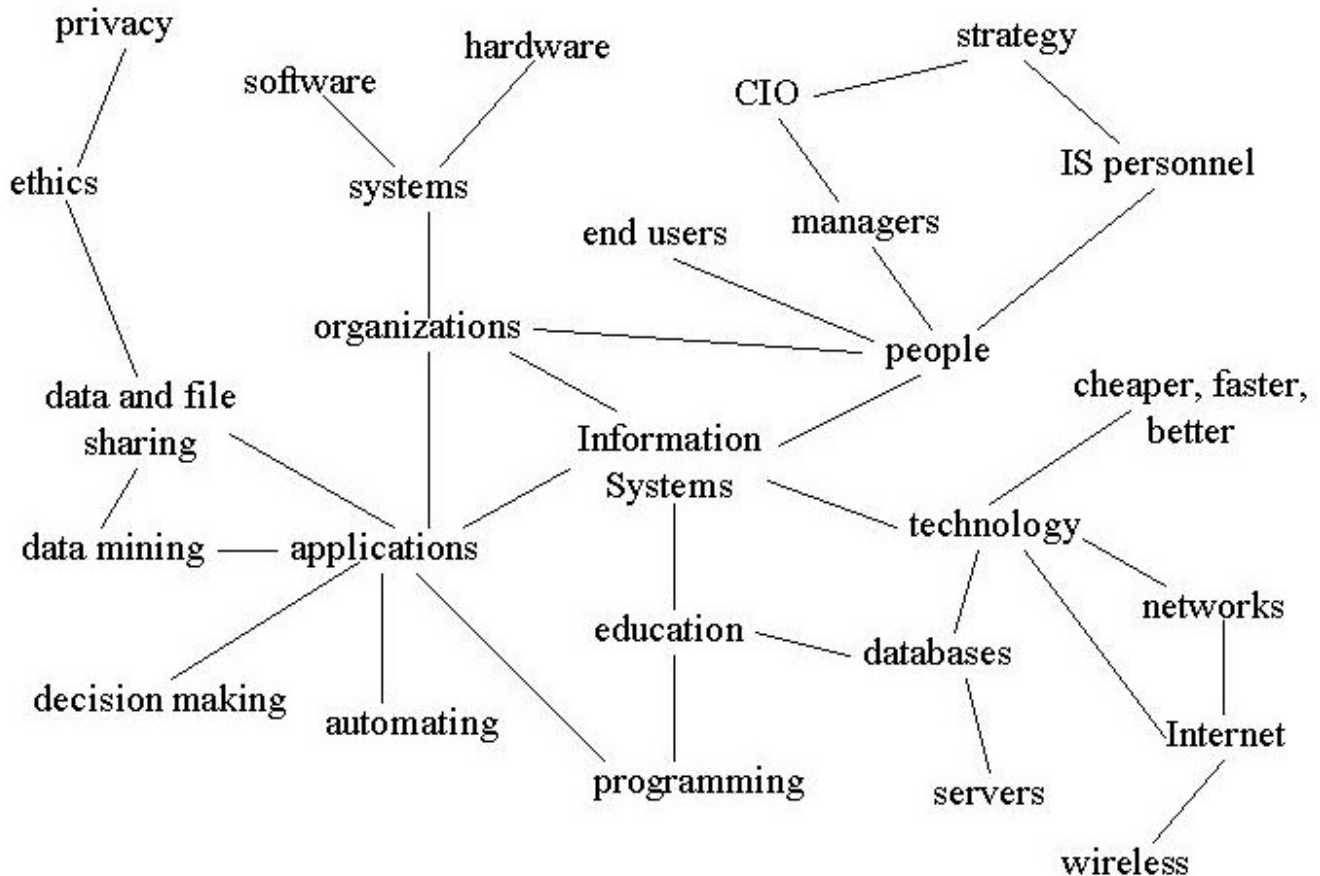 privacy
hardware
strategy
software
CIO
ethics
systems
IS personnel
end users
managers
organizations
people
data and file
sharing
cheaper, faster,
better
Information
Systems
technology
data mining
applications
networks
education
databases
decision making
automating
Internet
programming
servers
wireless